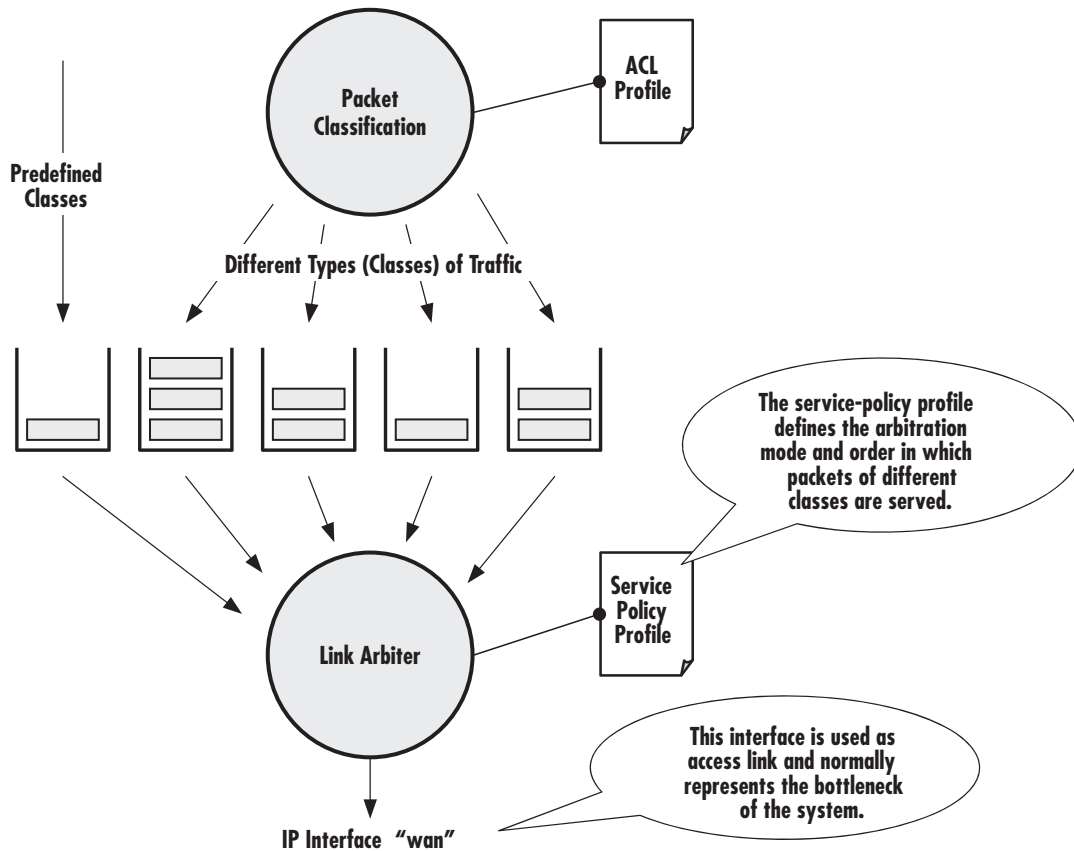 Packet
Classification
ACL
Profile
Predefined
Classes
Different Types (Classes) of Traffic
The service-policy profile
defines the arbitration
mode and order in which
packets of different
classes are served.
Service
Policy
Profile
Link Arbiter
This interface is used as
access link and normally
represents the bottleneck
of the system.
IP Interface “wan”